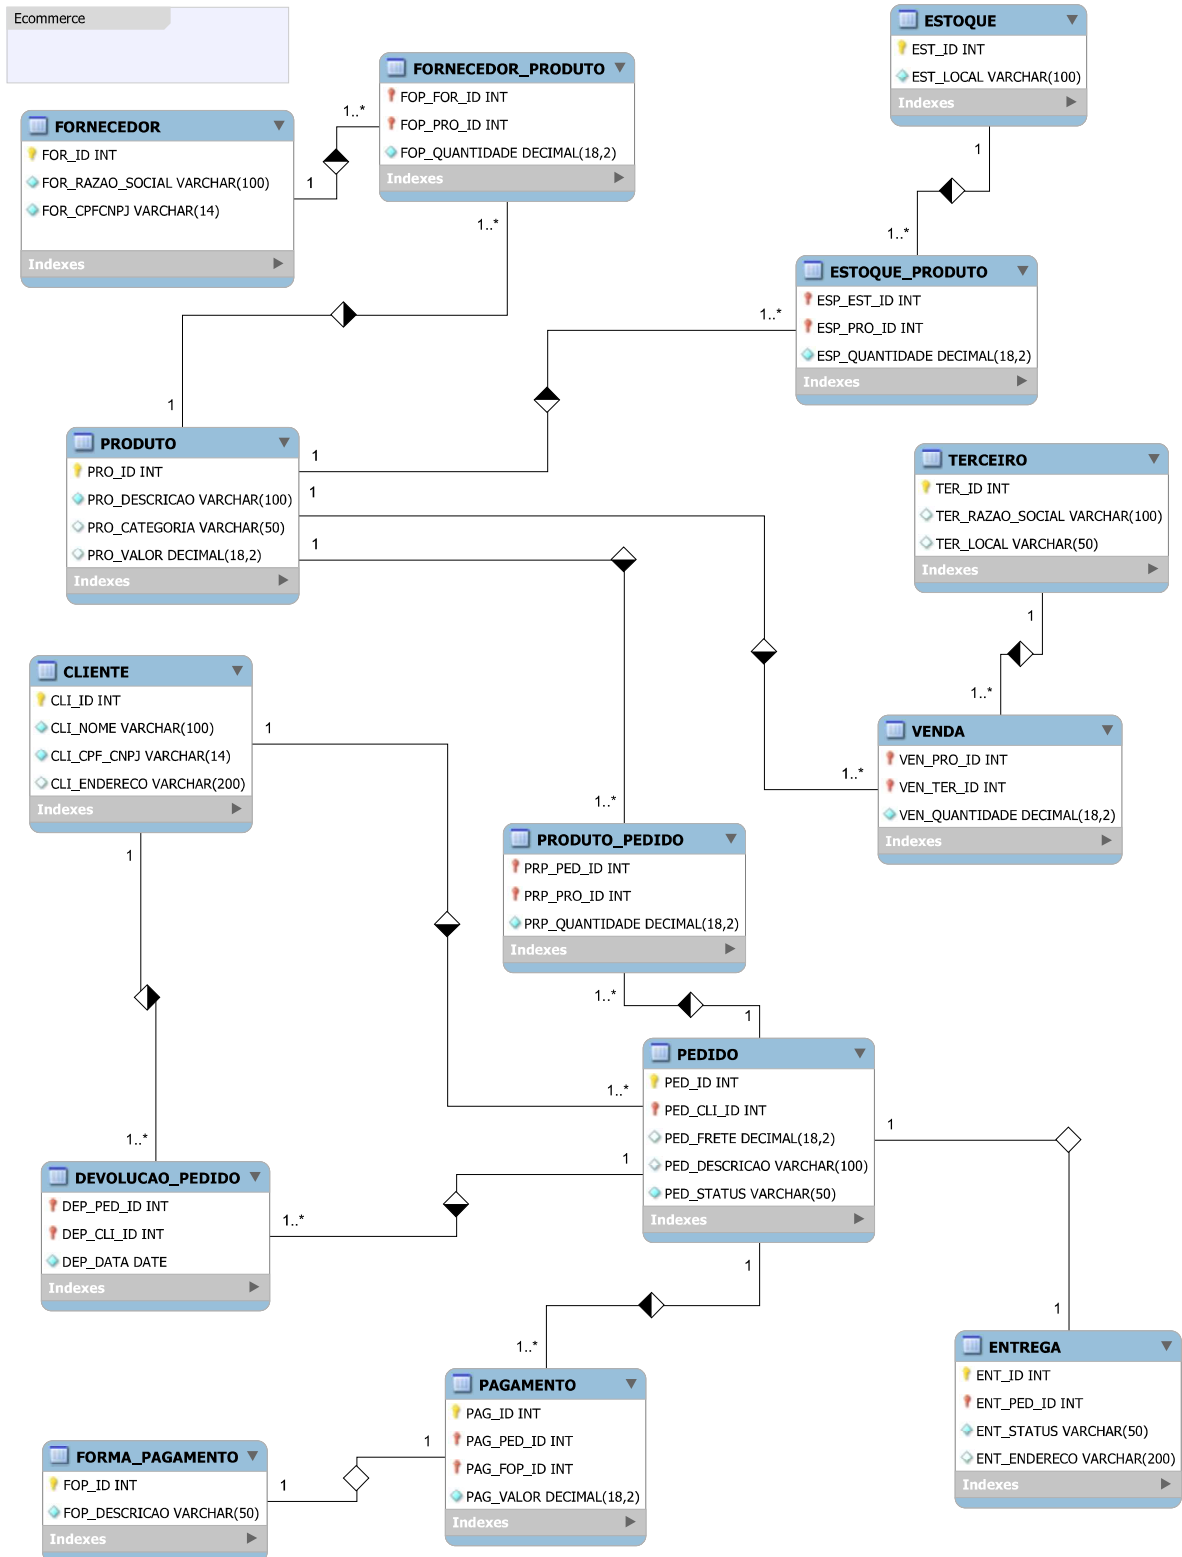 Ecommerce
FORNECEDOR
FOR_ID INT
FOR_RAZAO_SOCIAL VARCHAR(100)
FOR_CPFCNPJ VARCHAR(14)
Indexes
1
1..*
FORNECEDOR_PRODUTO
FOP_FOR_ID INT
FOP_PRO_ID INT
FOP_QUANTIDADE DECIMAL(18,2)
Indexes
1..*
1
ESTOQUE
EST_ID INT
EST_LOCAL VARCHAR(100)
Indexes
1
1..*
ESTOQUE_PRODUTO
ESP_EST_ID INT
ESP_PRO_ID INT
ESP_QUANTIDADE DECIMAL(18,2)
Indexes
1..*
1
PRODUTO
PRO_ID INT
PRO_DESCRICAO VARCHAR(100)
PRO_CATEGORIA VARCHAR(50)
PRO_VALOR DECIMAL(18,2)
Indexes
1
1
TERCEIRO
TER_ID INT
TER_RAZAO_SOCIAL VARCHAR(100)
TER_LOCAL VARCHAR(50)
Indexes
1
1..*
VENDA
VEN_PRO_ID INT
VEN_TER_ID INT
VEN_QUANTIDADE DECIMAL(18,2)
Indexes
1..*
CLIENTE
CLI_ID INT
CLI_NOME VARCHAR(100)
CLI_CPF_CNPJ VARCHAR(14)
CLI_ENDERECO VARCHAR(200)
Indexes
1
1
1..*
PRODUTO_PEDIDO
PRP_PED_ID INT
PRP_PRO_ID INT
PRP_QUANTIDADE DECIMAL(18,2)
Indexes
1..*
1
PEDIDO
PED_ID INT
PED_CLI_ID INT
PED_FRETE DECIMAL(18,2)
PED_DESCRICAO VARCHAR(100)
PED_STATUS VARCHAR(50)
Indexes
1..*
1
1
1
1..*
DEVOLUCAO_PEDIDO
DEP_PED_ID INT
DEP_CLI_ID INT
DEP_DATA DATE
Indexes
1..*
1..*
PAGAMENTO
PAG_ID INT
PAG_PED_ID INT
PAG_FOP_ID INT
PAG_VALOR DECIMAL(18,2)
Indexes
1
1
ENTREGA
ENT_ID INT
ENT_PED_ID INT
ENT_STATUS VARCHAR(50)
ENT_ENDERECO VARCHAR(200)
Indexes
FORMA_PAGAMENTO
FOP_ID INT
FOP_DESCRICAO VARCHAR(50)
Indexes
1